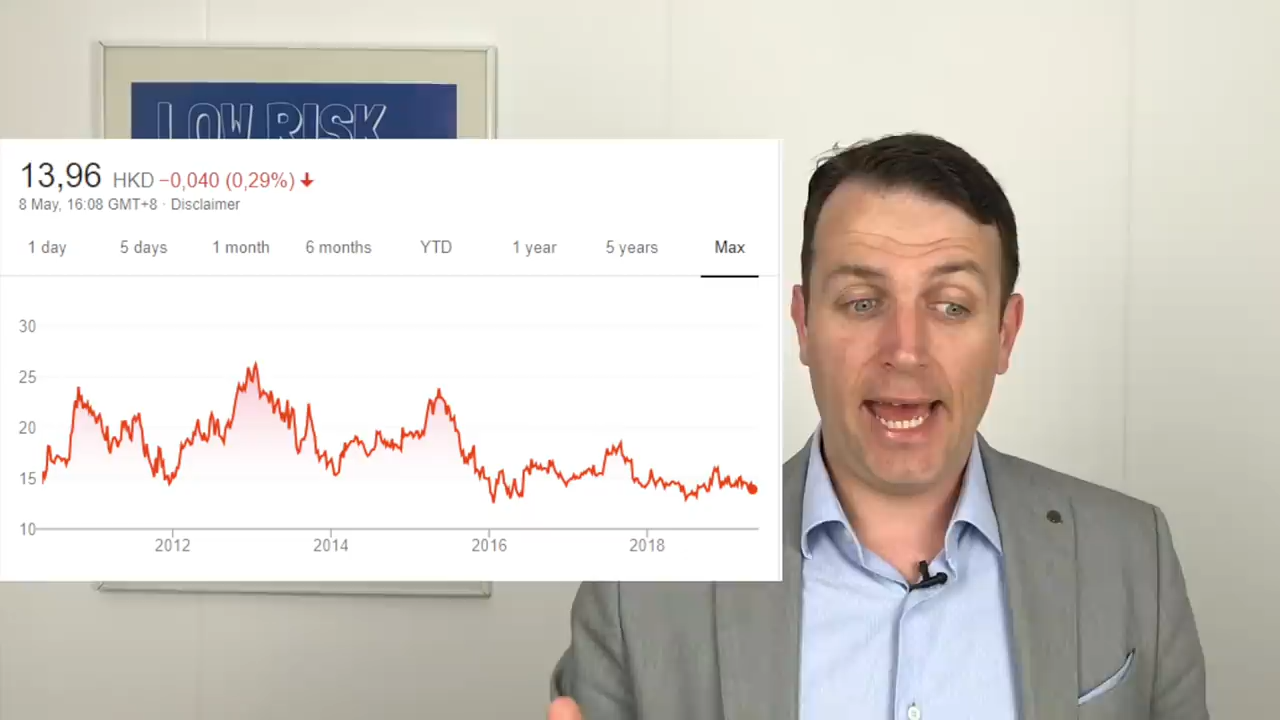 LOW RISK
13,96 HKD −0,040 (0,29%)
8 May, 16:08 GMT+8 · Disclaimer
1 day 5 days 1 month 6 months YTD 1 year 5 years Max
30
25
20
15
10
2012 2014 2016 2018